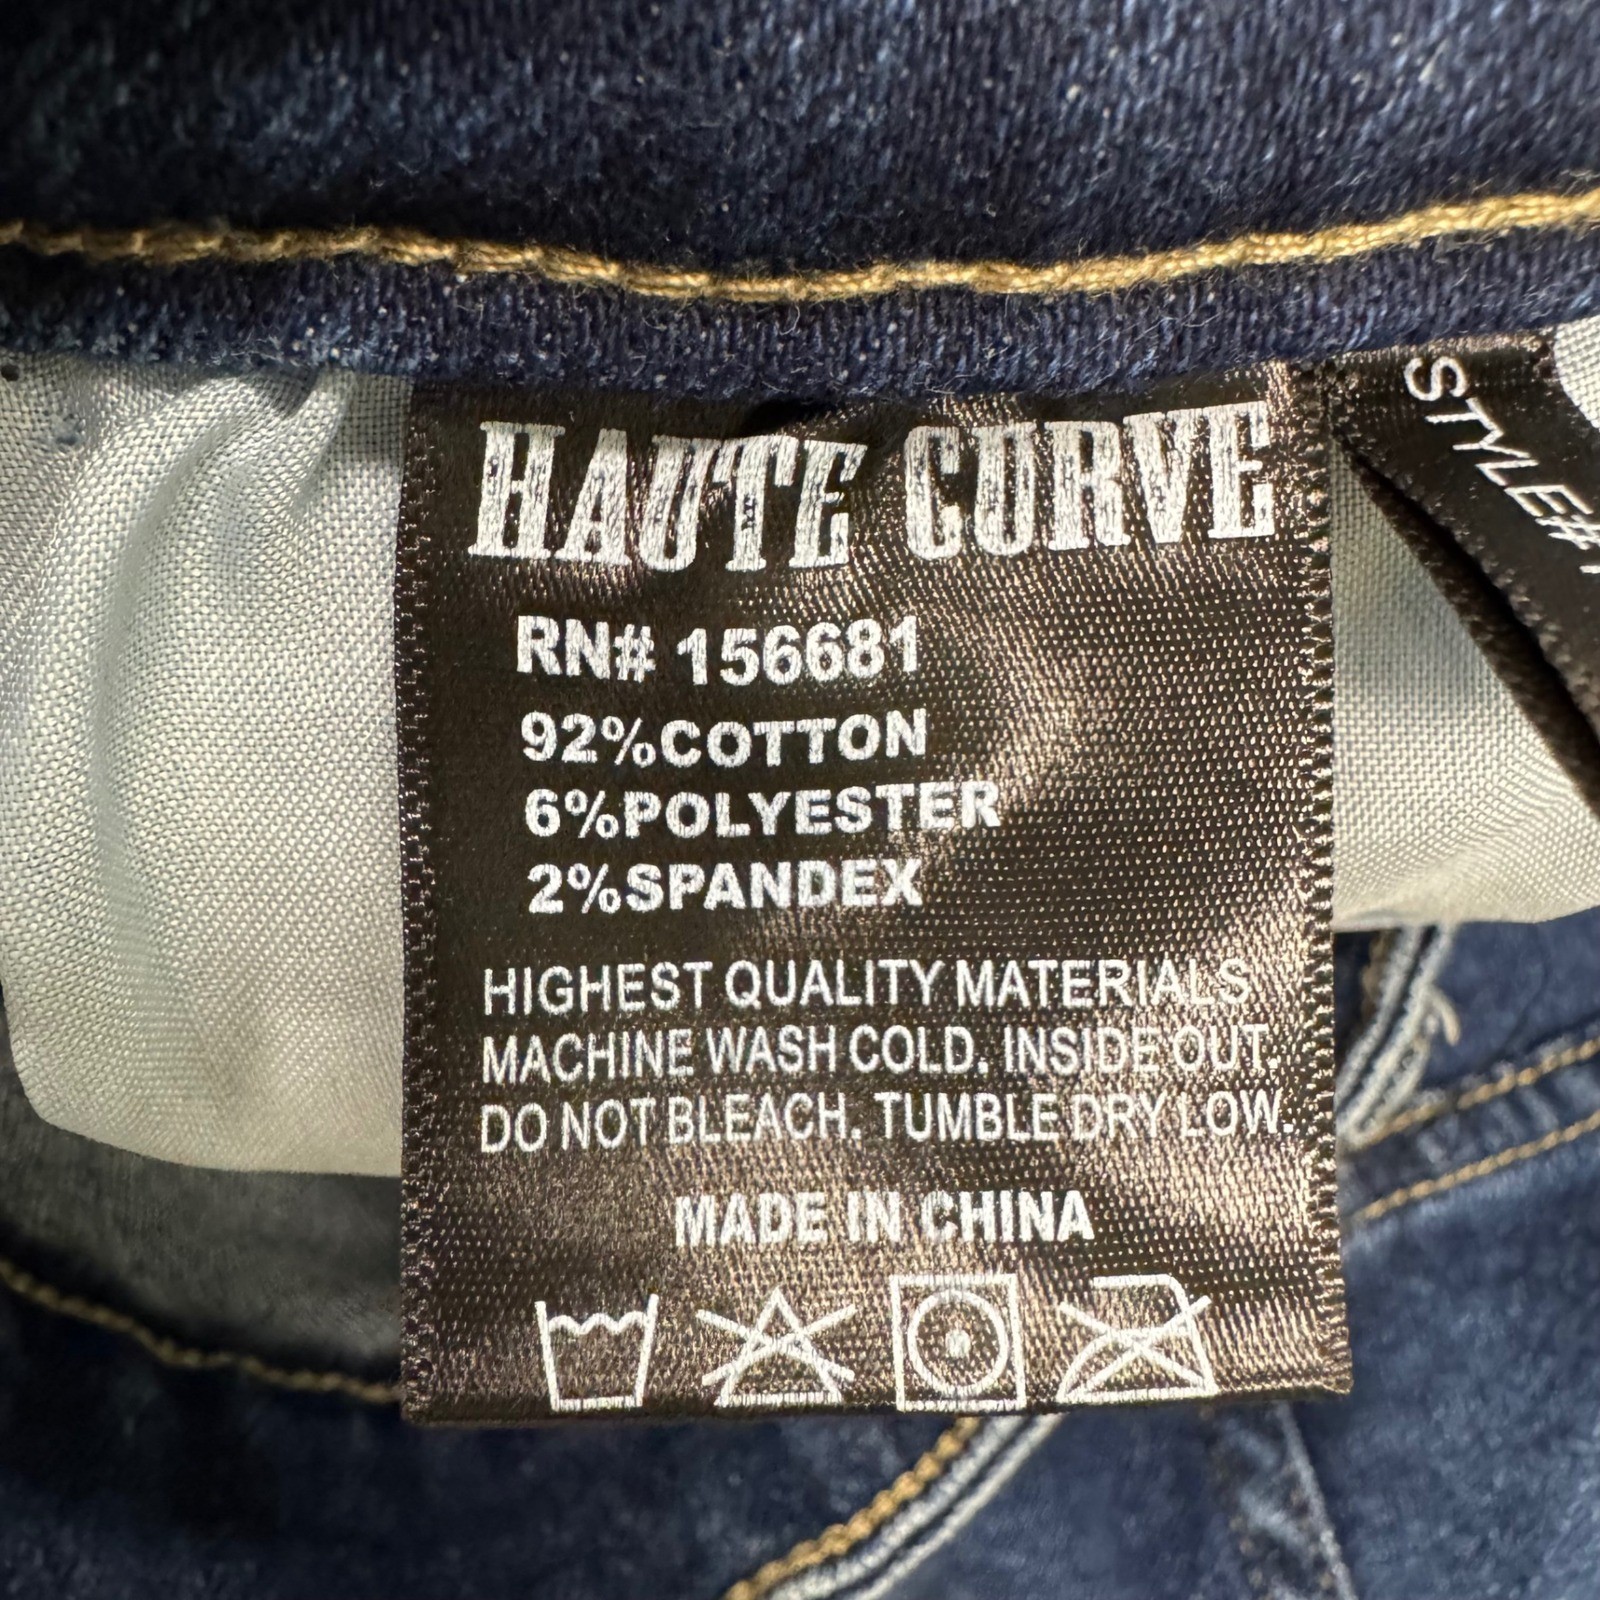 HAUTE CURVE
RN# 156681
92%COTTON
6%POLYESTER
2%SPANDEX
HIGHEST QUALITY MATERIALS
MACHINE WASH COLD. INSIDE OUT.
DO NOT BLEACH. TUMBLE DRY LOW.
MADE IN CHINA
STYLE#